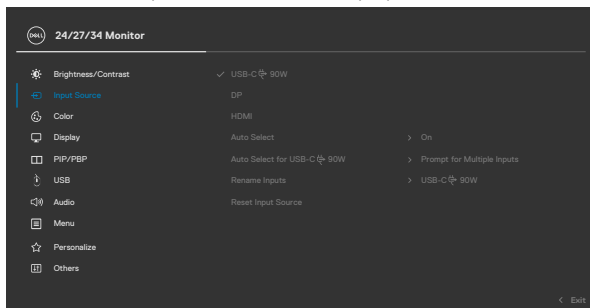 DELL 24/27/34 Monitor
Brightness/Contrast ✓ USB-C 90W
Input Source DP
Color HDMI
Display Auto Select > On
PIP/PBP Auto Select for USB-C 90W > Prompt for Multiple Inputs
USB Rename Inputs > USB-C 90W
Audio Reset Input Source
Menu
Personalize
Others
< Exit